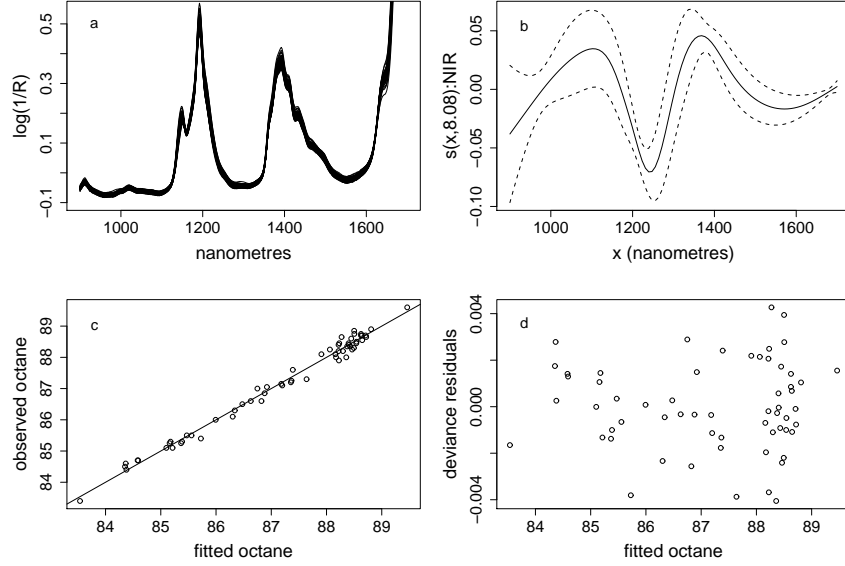 a
log(1/R)
-0.1 0.1 0.3 0.5
1000 1200 1400 1600
nanometres
b
s(x,8.08):NIR
-0.10 -0.05 0.00 0.05
1000 1200 1400 1600
x (nanometres)
c
observed octane
84 85 86 87 88 89
84 85 86 87 88 89
fitted octane
d
deviance residuals
-0.004 0.000 0.004
84 85 86 87 88 89
fitted octane